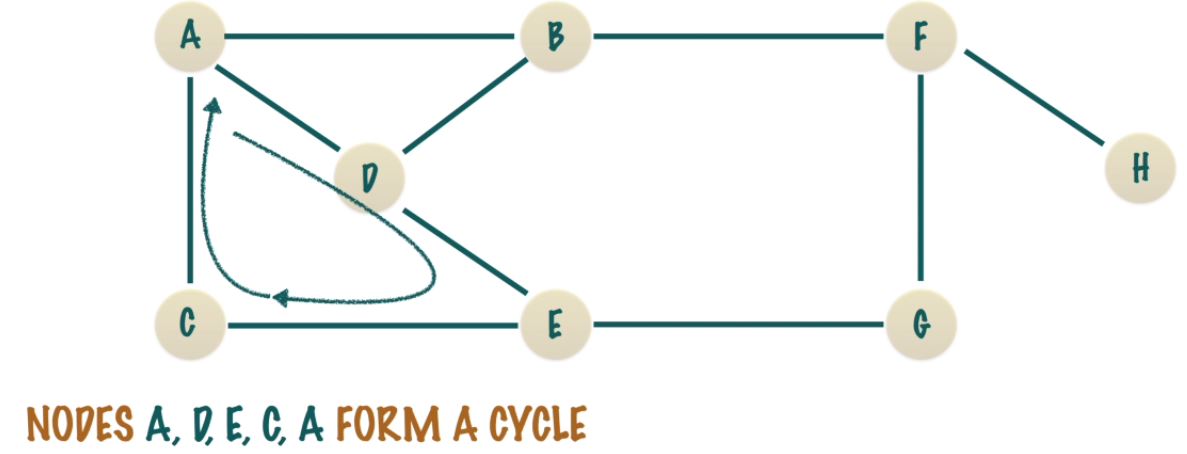 A
B
F
D
H
C
E
G
NODES A, D, E, C, A FORM A CYCLE